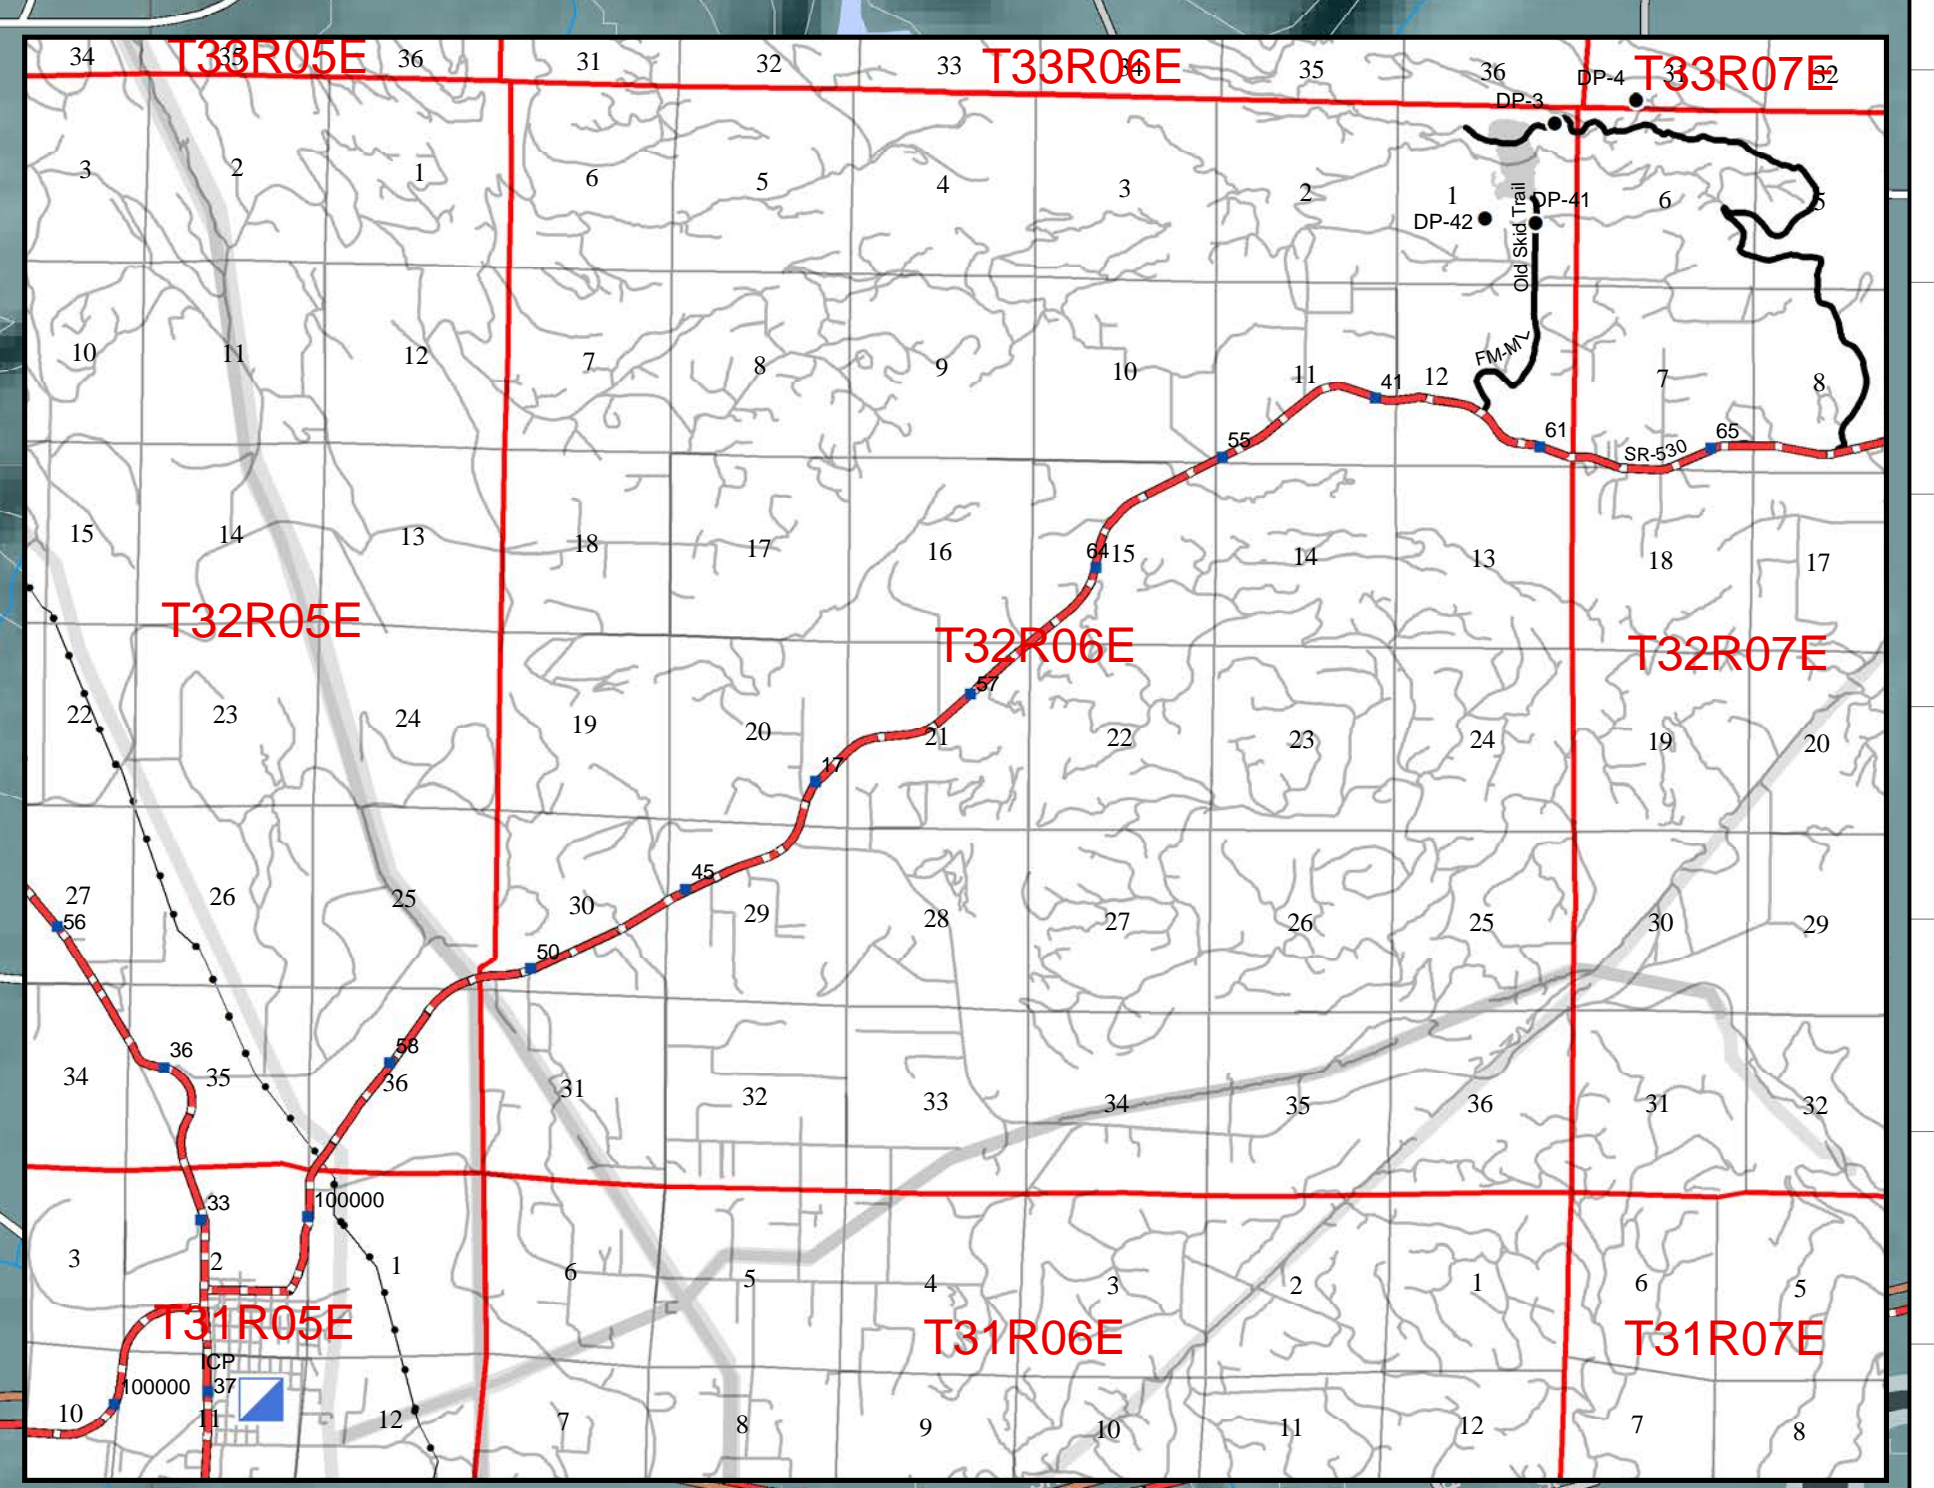 34 T33R05E 35 36 31 32 33 T33R06E 34 35 36 DP-4 T33R07E 31 32
DP-3
3 2 1 6 5 4 3 2 1 DP-41 6 5
DP-42
Old Skid Trail
FM-ML
10 11 12 7 8 9 10 11 41 12 7 8
55 61 SR-530 65
15 14 13 18 17 16 64 15 14 13 18 17
T32R05E T32R06E T32R07E
57
22 23 24 19 20 21 22 23 24 19 20
17
45
27 26 25 30 29 28 27 26 25 30 29
56
50
36 58
34 35 36 31 32 33 34 35 36 31 32
33 100000
3 2 1 6 5 4 3 2 1 6 5
T31R05E T31R06E T31R07E
ICP
100000 37
10 11 12 7 8 9 10 11 12 7 8